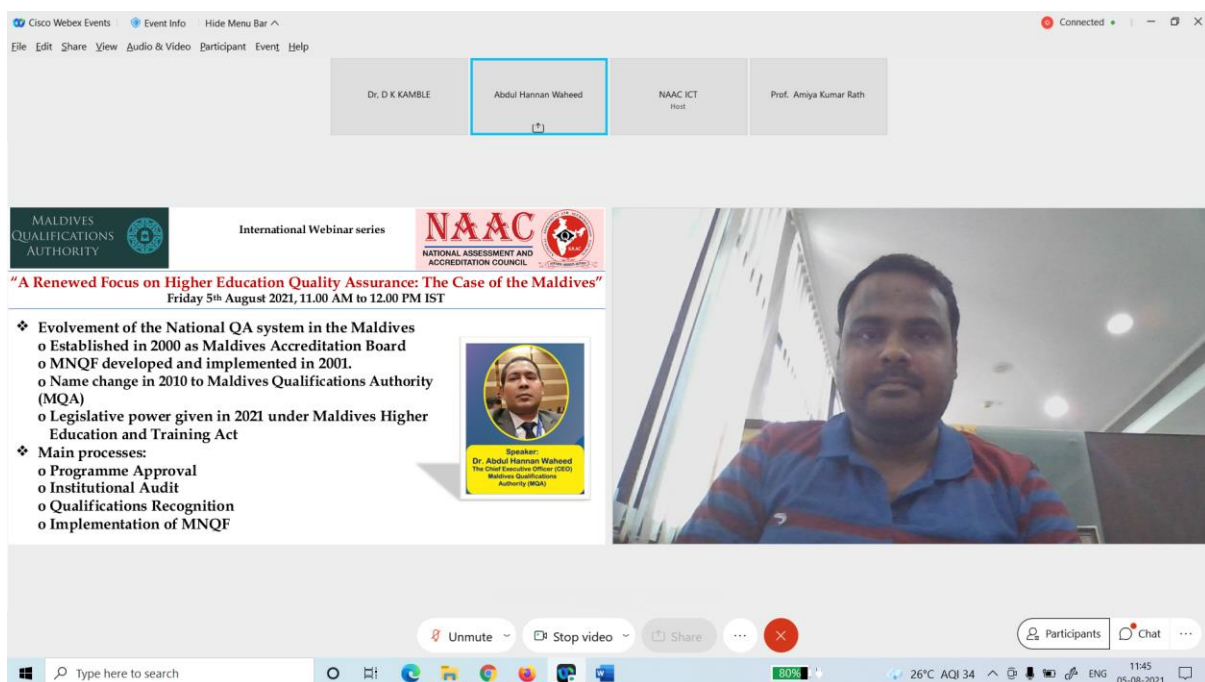 Cisco Webex Events Event Info Hide Menu Bar
Connected
File Edit Share View Audio & Video Participant Event Help
Dr, D K KAMBLE
Abdul Hannan Waheed
NAAC ICT
Host
Prof. Amiya Kumar Rath
MALDIVES
QUALIFICATIONS
AUTHORITY
International Webinar series
NAAC
NATIONAL ASSESSMENT AND
ACCREDITATION COUNCIL
"A Renewed Focus on Higher Education Quality Assurance: The Case of the Maldives"
Friday 5th August 2021, 11.00 AM to 12.00 PM IST
❖ Evolvement of the National QA system in the Maldives
o Established in 2000 as Maldives Accreditation Board
o MNQF developed and implemented in 2001.
o Name change in 2010 to Maldives Qualifications Authority
(MQA)
o Legislative power given in 2021 under Maldives Higher
Education and Training Act
❖ Main processes:
o Programme Approval
o Institutional Audit
o Qualifications Recognition
o Implementation of MNQF
Speaker:
Dr. Abdul Hannan Waheed
The Chief Executive Officer (CEO)
Maldives Qualifications
Authority (MQA)
Unmute Stop video Share
Participants Chat
Type here to search
80%
26°C AQI 34
ENG
11:45
05-08-2021